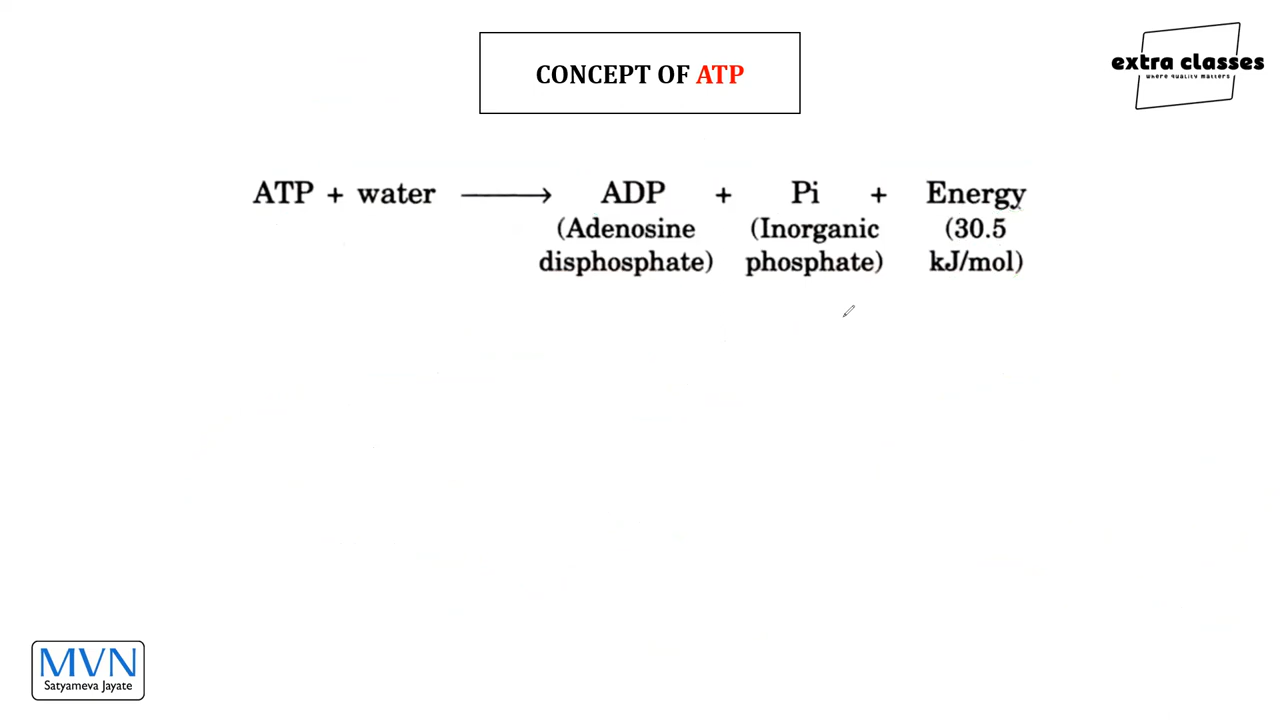 CONCEPT OF ATP
extra classes
where quality matters
ATP + water ⟶ ADP + Pi + Energy
(Adenosine (Inorganic (30.5
disphosphate) phosphate) kJ/mol)
MVN
Satyameva Jayate